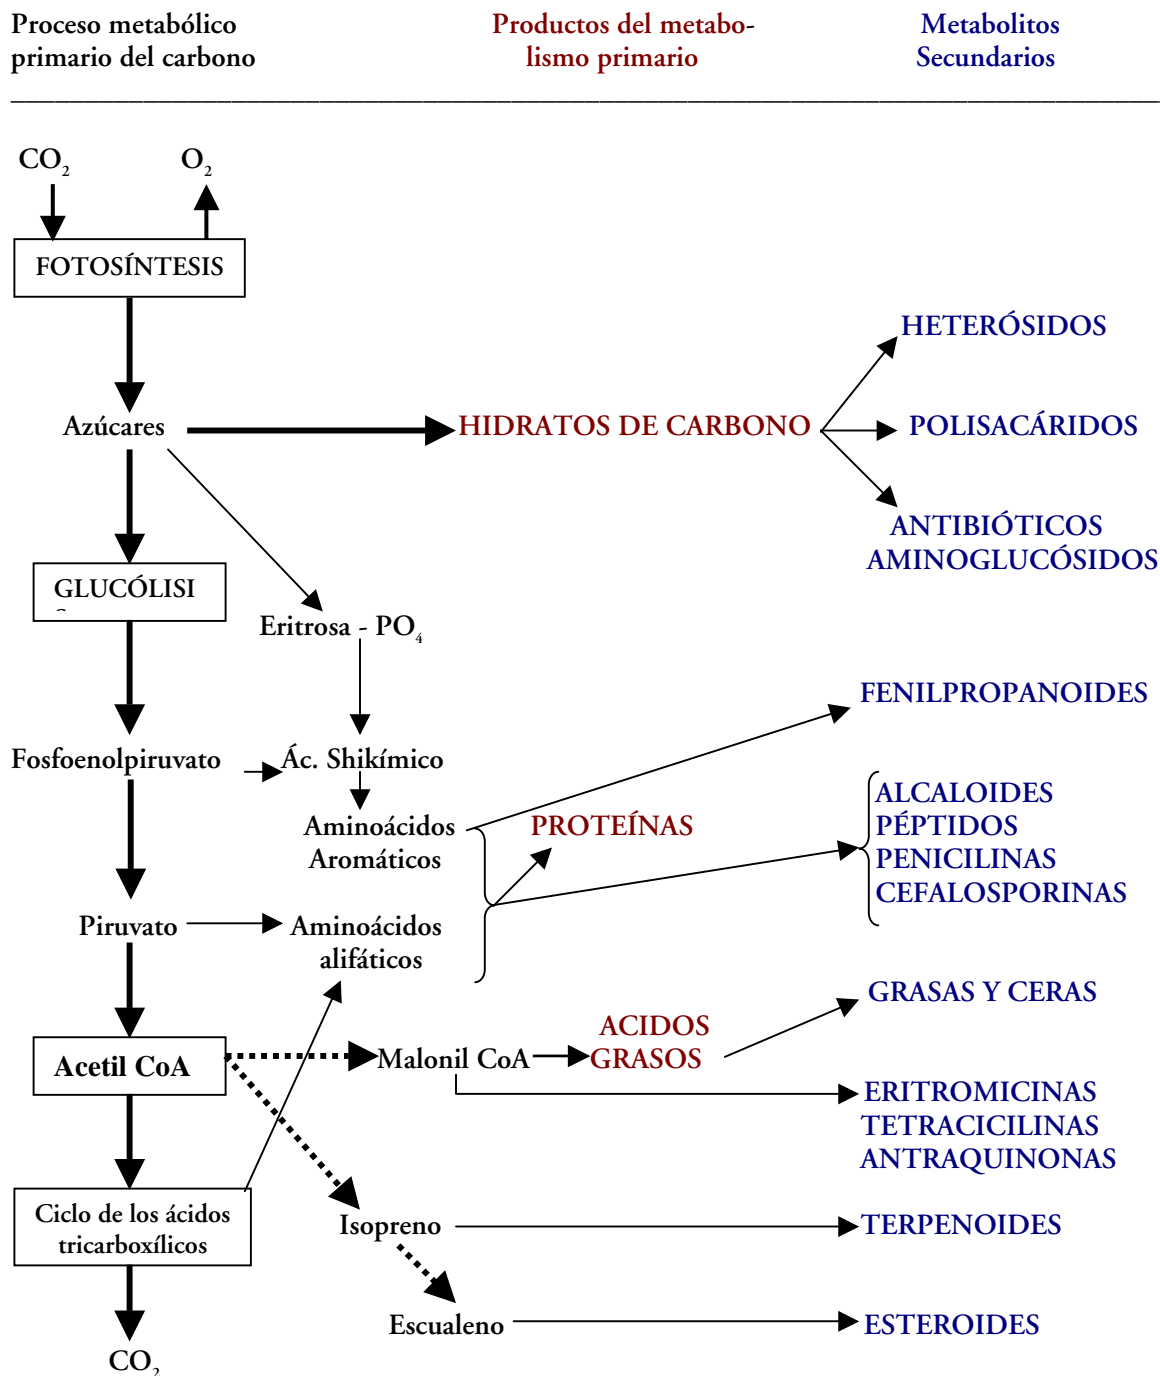 Proceso metabólico
primario del carbono
Productos del metabo-
lismo primario
Metabolitos
Secundarios
CO₂
O₂
FOTOSÍNTESIS
HETERÓSIDOS
Azúcares
HIDRATOS DE CARBONO
POLISACÁRIDOS
ANTIBIÓTICOS
AMINOGLUCÓSIDOS
GLUCÓLISI
Eritrosa - PO₄
FENILPROPANOIDES
Fosfoenolpiruvato
Ác. Shikímico
Aminoácidos
Aromáticos
PROTEÍNAS
ALCALOIDES
PÉPTIDOS
PENICILINAS
CEFALOSPORINAS
Piruvato
Aminoácidos
alifáticos
GRASAS Y CERAS
Acetil CoA
Malonil CoA
ACIDOS
GRASOS
ERITROMICINAS
TETRACICILINAS
ANTRAQUINONAS
Ciclo de los ácidos
tricarboxílicos
Isopreno
TERPENOIDES
Escualeno
ESTEROIDES
CO₂